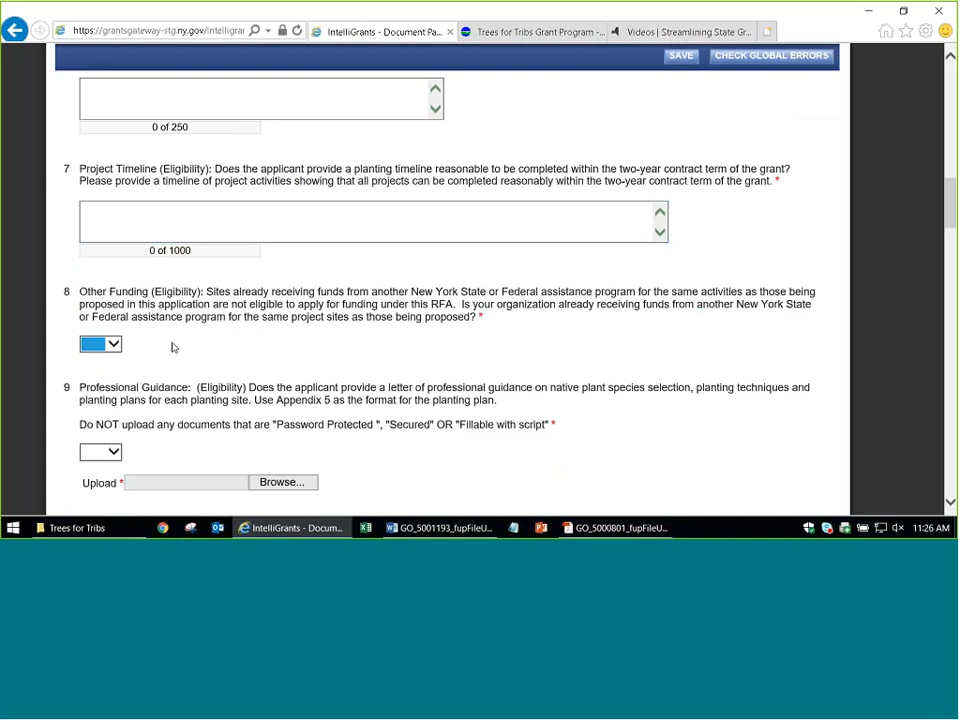 https://grantsgateway-stg.ny.gov/Intelligrar
IntelliGrants - Document Pa...
Trees for Tribs Grant Program -...
Videos | Streamlining State Gr...
SAVE
CHECK GLOBAL ERRORS
0 of 250
7 Project Timeline (Eligibility): Does the applicant provide a planting timeline reasonable to be completed within the two-year contract term of the grant?
Please provide a timeline of project activities showing that all projects can be completed reasonably within the two-year contract term of the grant. *
0 of 1000
8 Other Funding (Eligibility): Sites already receiving funds from another New York State or Federal assistance program for the same activities as those being
proposed in this application are not eligible to apply for funding under this RFA. Is your organization already receiving funds from another New York State
or Federal assistance program for the same project sites as those being proposed? *
9 Professional Guidance: (Eligibility) Does the applicant provide a letter of professional guidance on native plant species selection, planting techniques and
planting plans for each planting site. Use Appendix 5 as the format for the planting plan.
Do NOT upload any documents that are "Password Protected ", "Secured" OR "Fillable with script" *
Upload *
Browse...
Trees for Tribs
IntelliGrants - Docum...
GO_5001193_fupFileU...
GO_5000801_fupFileU...
11:26 AM